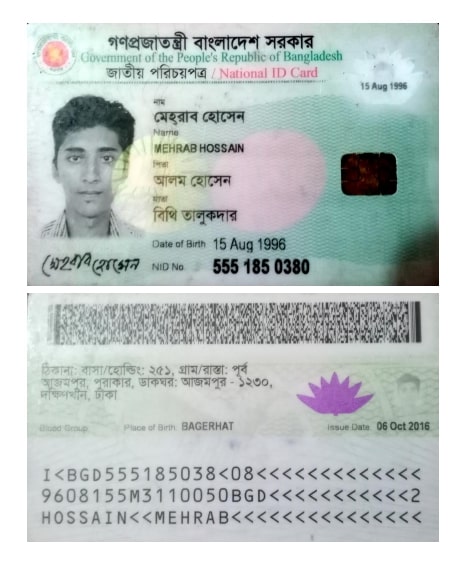 গণপ্রজাতন্ত্রী বাংলাদেশ সরকার
Government of the People's Republic of Bangladesh
জাতীয় পরিচয়পত্র / National ID Card
15 Aug 1996
নাম
মেহরাব হোসেন
Name
MEHRAB HOSSAIN
পিতা
আলম হোসেন
মাতা
বিথি তালুকদার
Date of Birth 15 Aug 1996
মেহরাব হোসেন
NID No. 555 185 0380
ঠিকানা: বাসা/হোল্ডিং: ২৫১, গ্রাম/রাস্তা: পূর্ব
আজমপুর, পুরাকার, ডাকঘর: আজমপুর - ১২৩০,
দক্ষিণখান, ঢাকা
Blood Group: Place of Birth: BAGERHAT Issue Date: 06 Oct 2016
I<BGD555185038<08<<<<<<<<<<<<<<
9608155M3110050BGD<<<<<<<<<<<2
HOSSAIN<<MEHRAB<<<<<<<<<<<<<<<